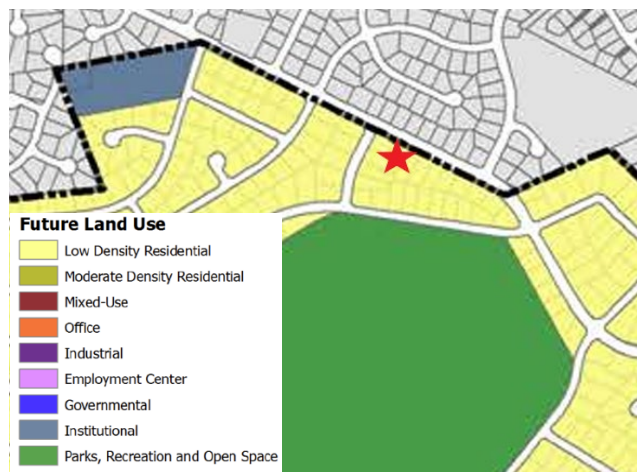 Future Land Use
Low Density Residential
Moderate Density Residential
Mixed-Use
Office
Industrial
Employment Center
Governmental
Institutional
Parks, Recreation and Open Space